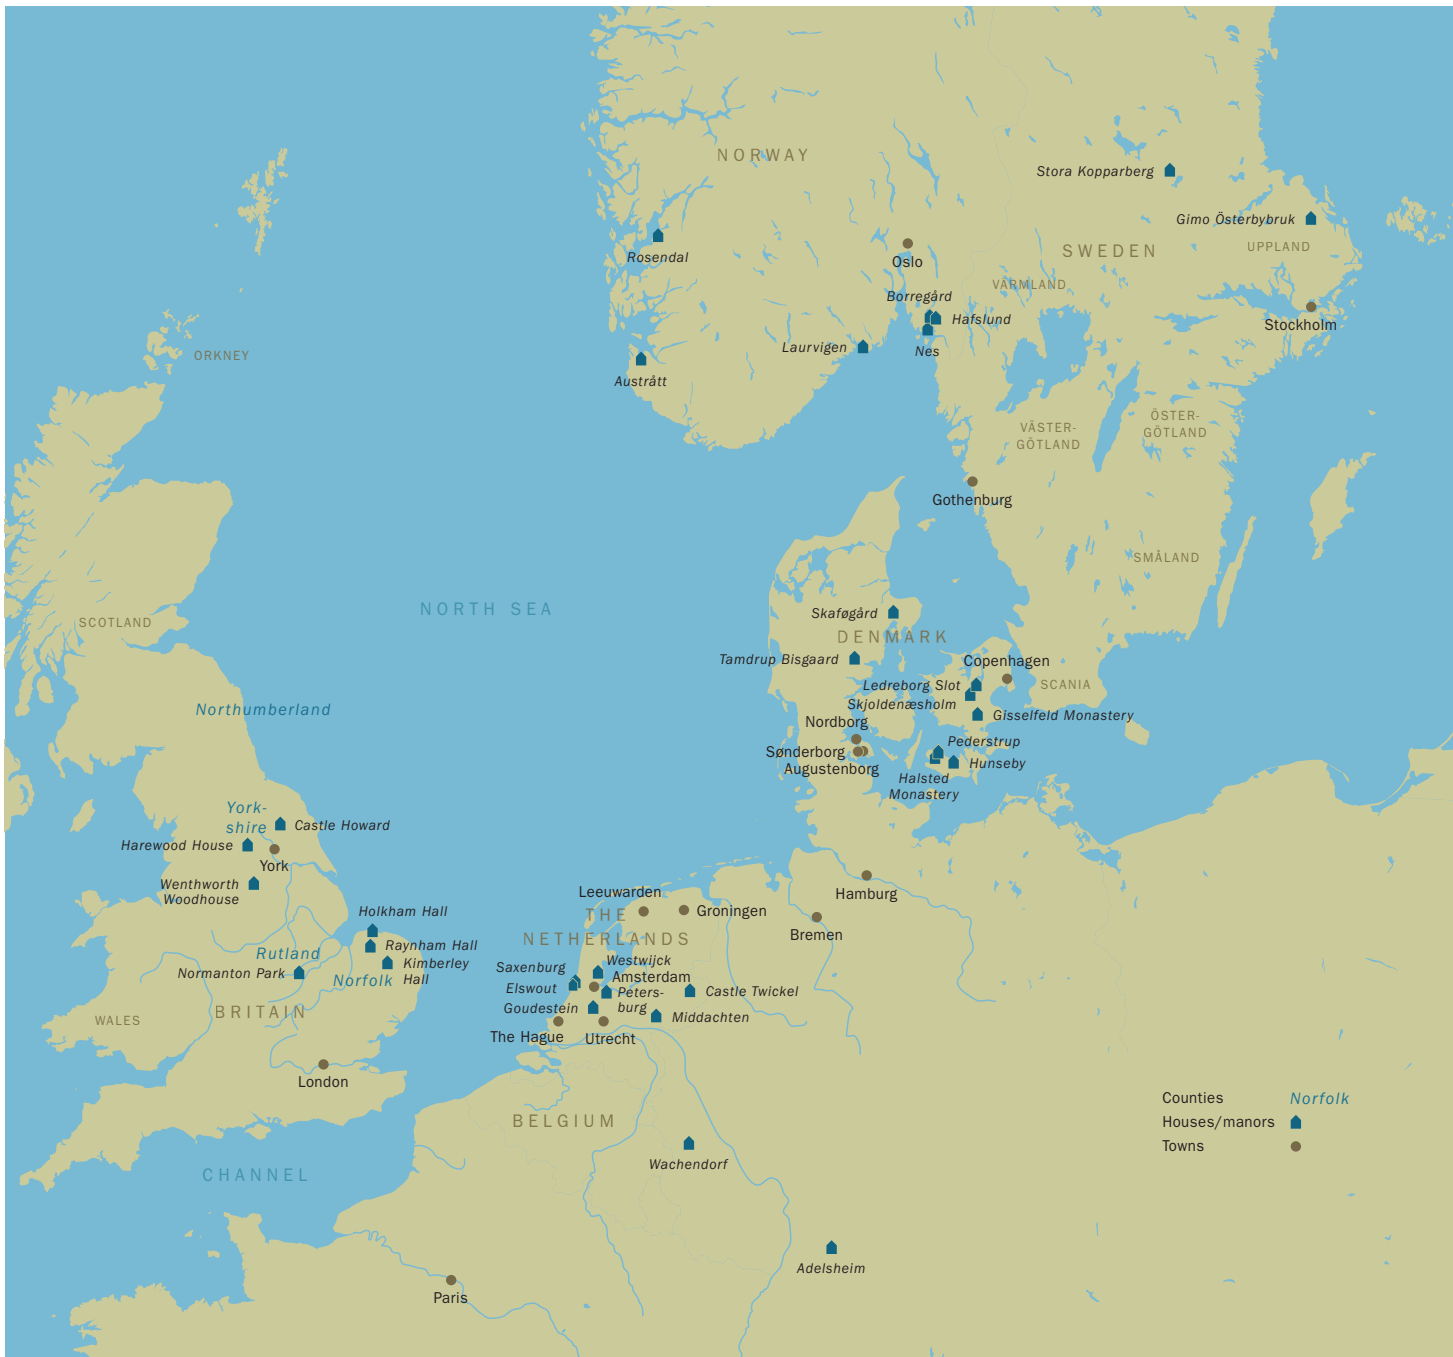 NORWAY
Stora Kopparberg
Gimo Österbybruk
Rosendal
Oslo
SWEDEN
UPPLAND
VÄRMLAND
Borregård
Hafslund
Stockholm
Laurvigen
Nes
ORKNEY
Austrått
VÄSTER-
GÖTLAND
ÖSTER-
GÖTLAND
Gothenburg
SMÅLAND
NORTH SEA
SCOTLAND
Skaføgård
DENMARK
Tamdrup Bisgaard
Copenhagen
Ledreborg Slot
SCANIA
Skjoldenæsholm
Northumberland
Gisselfeld Monastery
Nordborg
Pederstrup
Sønderborg
Hunseby
Augustenborg
Halsted
Monastery
York-
shire
Castle Howard
Harewood House
York
Wenthworth
Woodhouse
Hamburg
Leeuwarden
Holkham Hall
THE
Groningen
Bremen
NETHERLANDS
Raynham Hall
Rutland
Kimberley
Hall
Normanton Park
Norfolk
Westwijck
Saxenburg
Amsterdam
Elswout
Peters-
burg
Castle Twickel
Goudestein
BRITAIN
WALES
Middachten
The Hague
Utrecht
London
BELGIUM
Counties
Norfolk
Houses/manors
Towns
Wachendorf
CHANNEL
Adelsheim
Paris